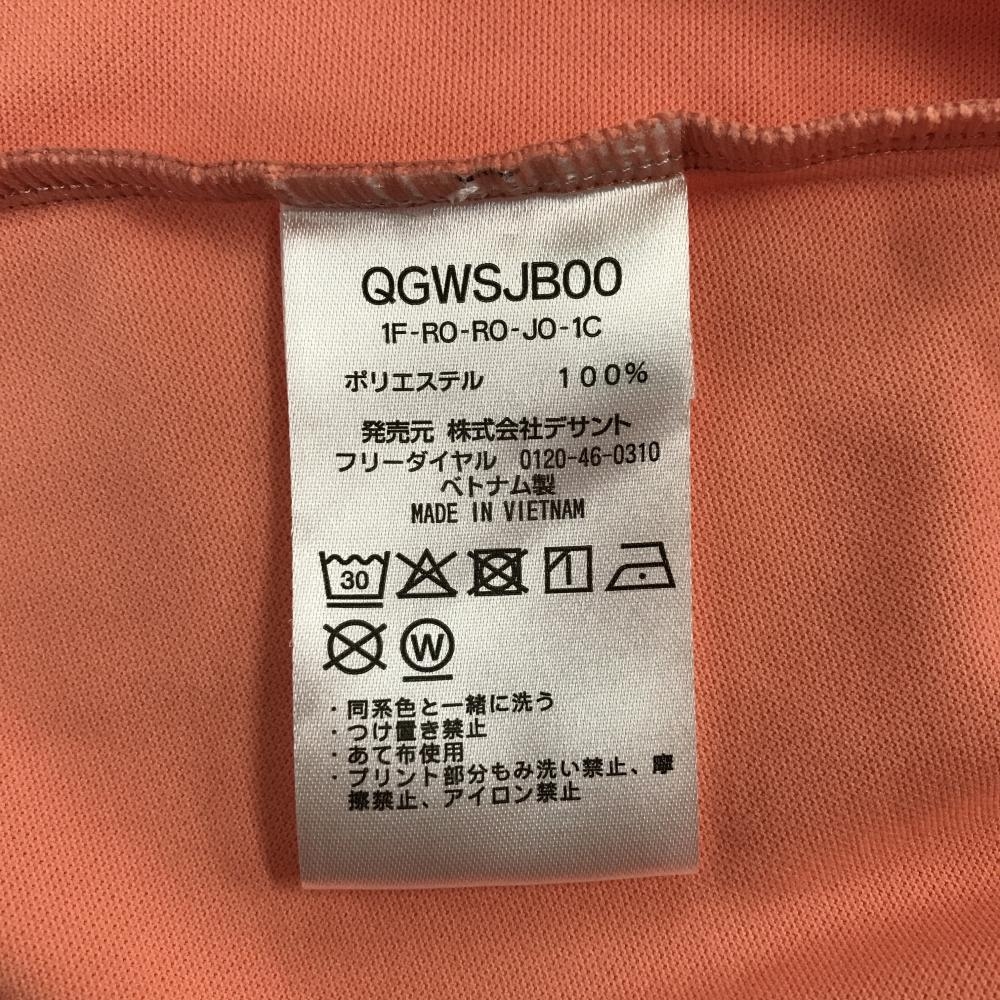 QGWSJB00
1F-RO-RO-JO-1C
ポリエステル 100%
発売元 株式会社デサント
フリーダイヤル 0120-46-0310
ベトナム製
MADE IN VIETNAM
30
W
・同系色と一緒に洗う
・つけ置き禁止
・あて布使用
・プリント部分もみ洗い禁止、摩
擦禁止、アイロン禁止